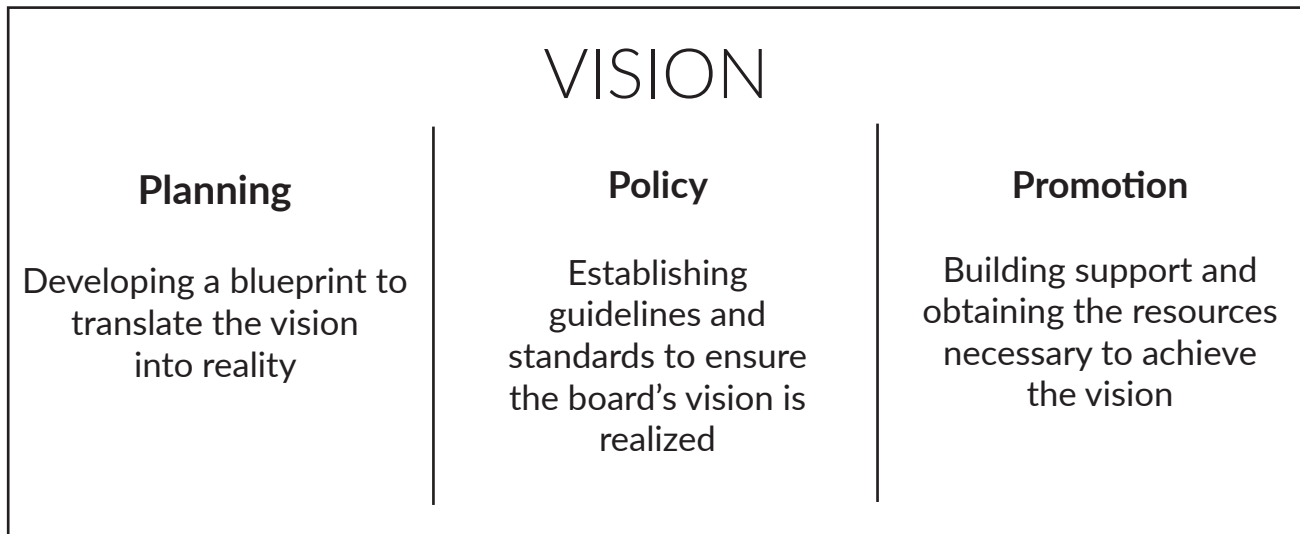 VISION
Planning
Developing a blueprint to
translate the vision
into reality
Policy
Establishing
guidelines and
standards to ensure
the board’s vision is
realized
Promotion
Building support and
obtaining the resources
necessary to achieve
the vision